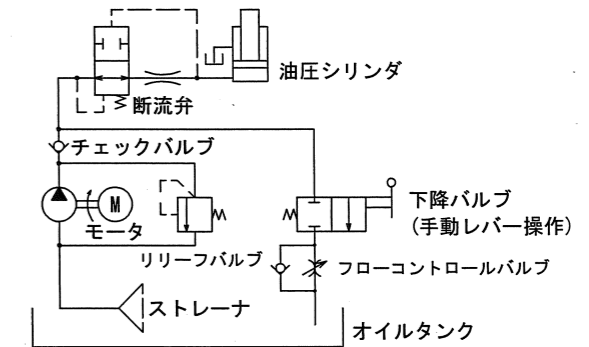 油圧シリンダ
断流弁
チェックバルブ
M
モータ
下降バルブ
(手動レバー操作)
リリーフバルブ
フローコントロールバルブ
ストレーナ
オイルタンク